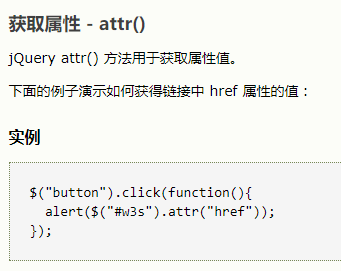 获取属性 - attr()
jQuery attr() 方法用于获取属性值。
下面的例子演示如何获得链接中 href 属性的值：
实例
$("button").click(function(){
  alert($("#w3s").attr("href"));
});